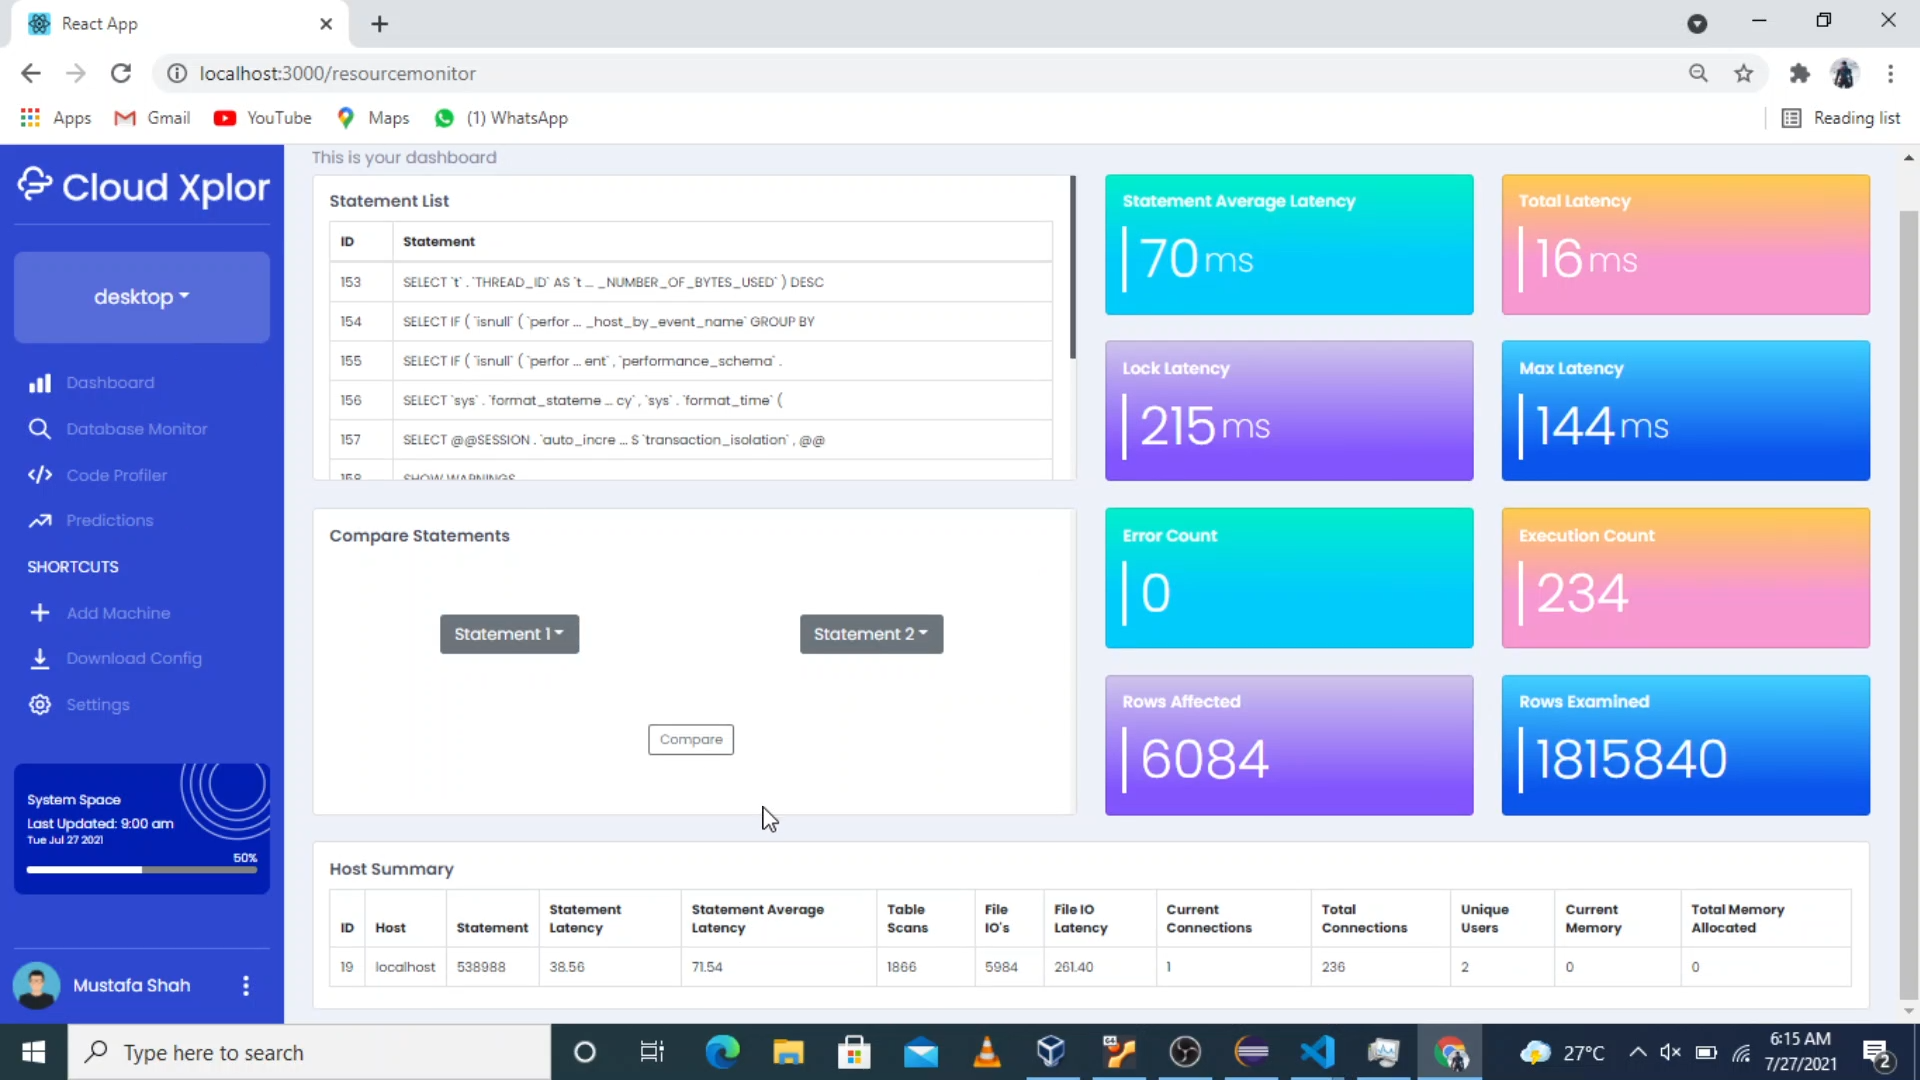 React App
localhost:3000/resourcemonitor
Apps
Gmail
YouTube
Maps
(1) WhatsApp
Reading list
Cloud Xplor
desktop
Dashboard
Database Monitor
Code Profiler
Predictions
SHORTCUTS
Add Machine
Download Config
Settings
System Space
Last Updated: 9:00 am
Tue Jul 27 2021
50%
Mustafa Shah
This is your dashboard
Statement List
ID Statement
153 SELECT `t` . `THREAD_ID` AS `t ... _NUMBER_OF_BYTES_USED` ) DESC
154 SELECT IF ( `isnull` ( `perfor ... _host_by_event_name` GROUP BY
155 SELECT IF ( `isnull` ( `perfor ... ent` , `performance_schema` .
156 SELECT `sys` . `format_stateme ... cy` , `sys` . `format_time` (
157 SELECT @@SESSION . `auto_incre ... S `transaction_isolation` , @@
158 SHOW WARNINGS
Statement Average Latency
70 ms
Total Latency
16 ms
Lock Latency
215 ms
Max Latency
144 ms
Compare Statements
Statement 1
Statement 2
Compare
Error Count
0
Execution Count
234
Rows Affected
6084
Rows Examined
1815840
Host Summary
ID Host Statement Statement Latency Statement Average Latency Table Scans File IO's File IO Latency Current Connections Total Connections Unique Users Current Memory Total Memory Allocated
19 localhost 538988 38.56 71.54 1866 5984 261.40 1 236 2 0 0
Type here to search
64
27°C
6:15 AM
7/27/2021
2